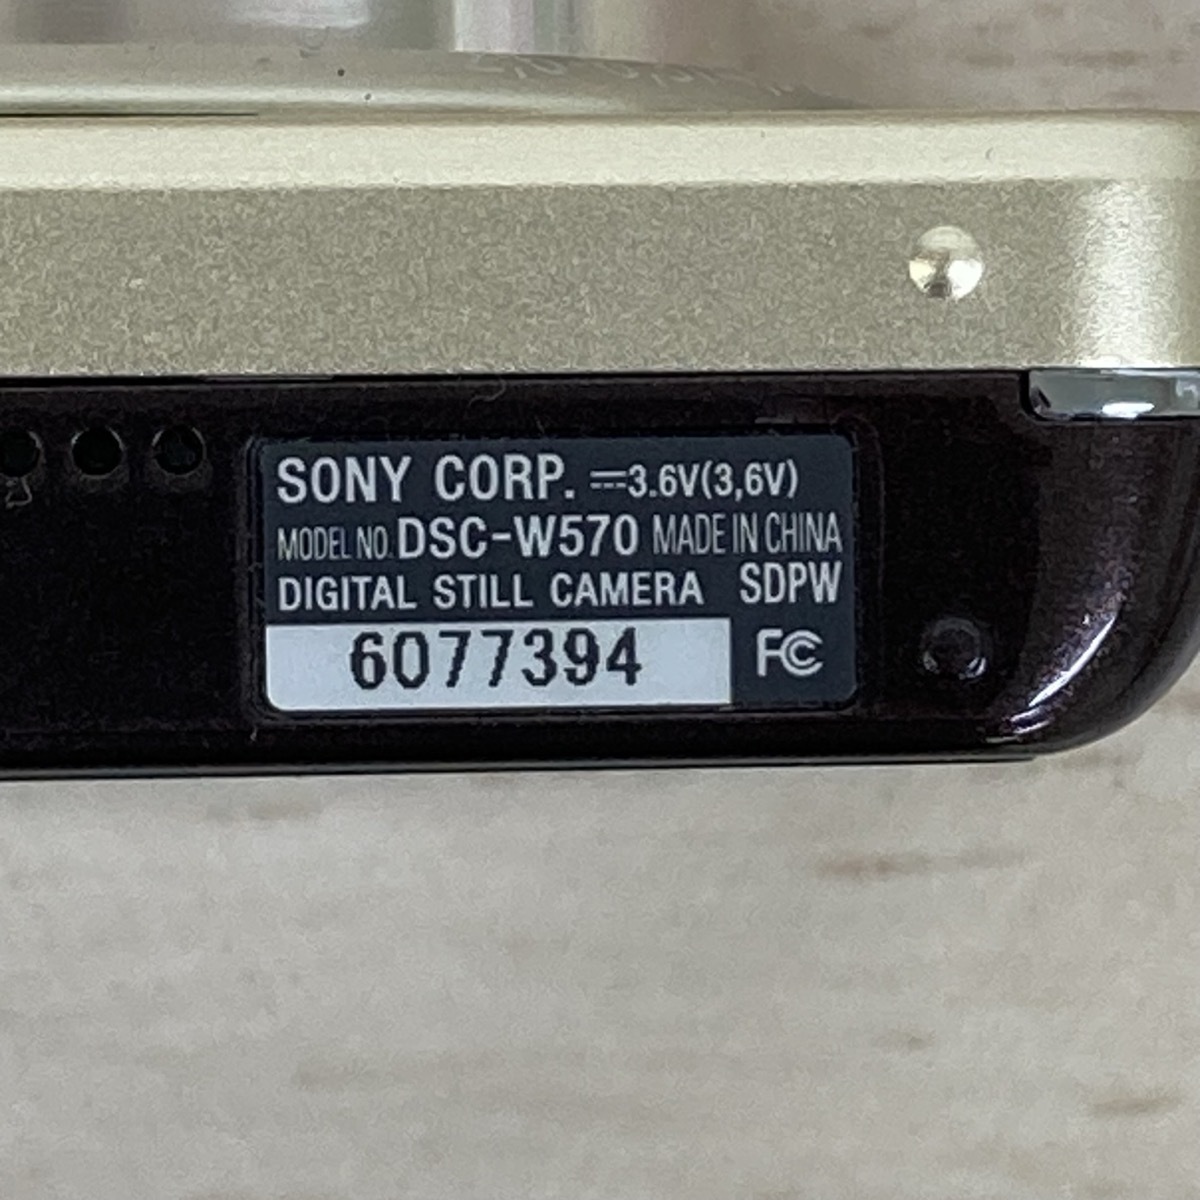 SONY CORP. ⎓3.6V(3,6V)
MODEL NO. DSC-W570 MADE IN CHINA
DIGITAL STILL CAMERA SDPW
6077394 FC